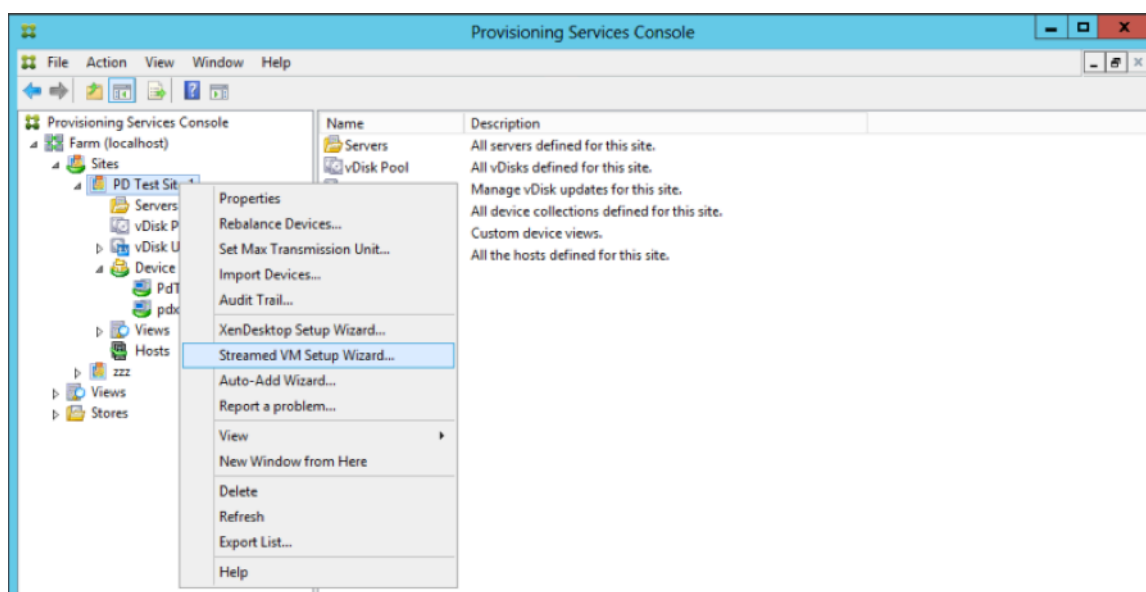 Provisioning Services Console
File Action View Window Help
Provisioning Services Console
Farm (localhost)
Sites
PD Test
Servers
vDisk
vDisk
Device
Views
Hosts
zzz
Views
Stores
Properties
Rebalance Devices...
Set Max Transmission Unit...
Import Devices...
Audit Trail...
XenDesktop Setup Wizard...
Streamed VM Setup Wizard...
Auto-Add Wizard...
Report a problem...
View
New Window from Here
Delete
Refresh
Export List...
Help
Name Description
Servers All servers defined for this site.
vDisk Pool All vDisks defined for this site.
Manage vDisk updates for this site.
All device collections defined for this site.
Custom device views.
All the hosts defined for this site.